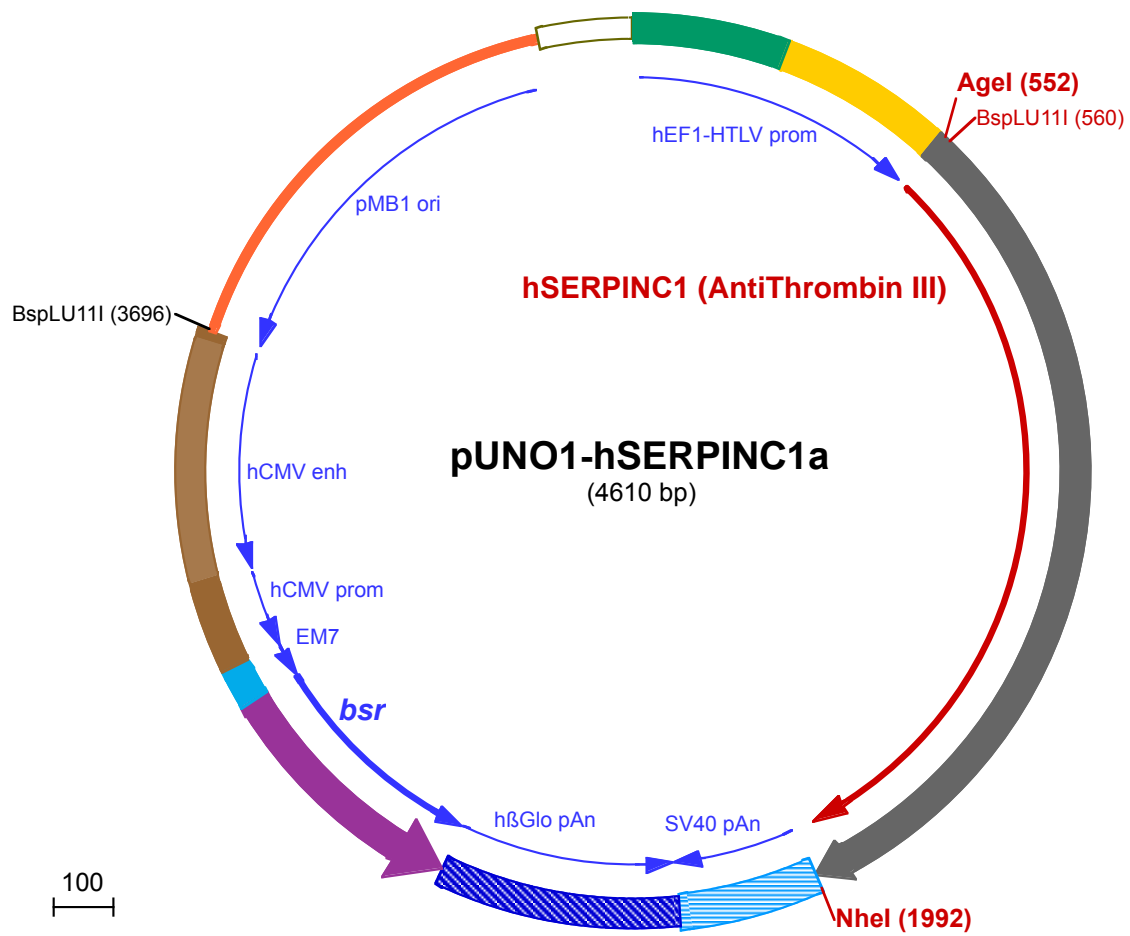 AgeI (552)
BspLU11I (560)
hEF1-HTLV prom
pMB1 ori
hSERPINC1 (AntiThrombin III)
BspLU11I (3696)
pUNO1-hSERPINC1a
(4610 bp)
hCMV enh
hCMV prom
EM7
bsr
hßGlo pAn
SV40 pAn
100
NheI (1992)